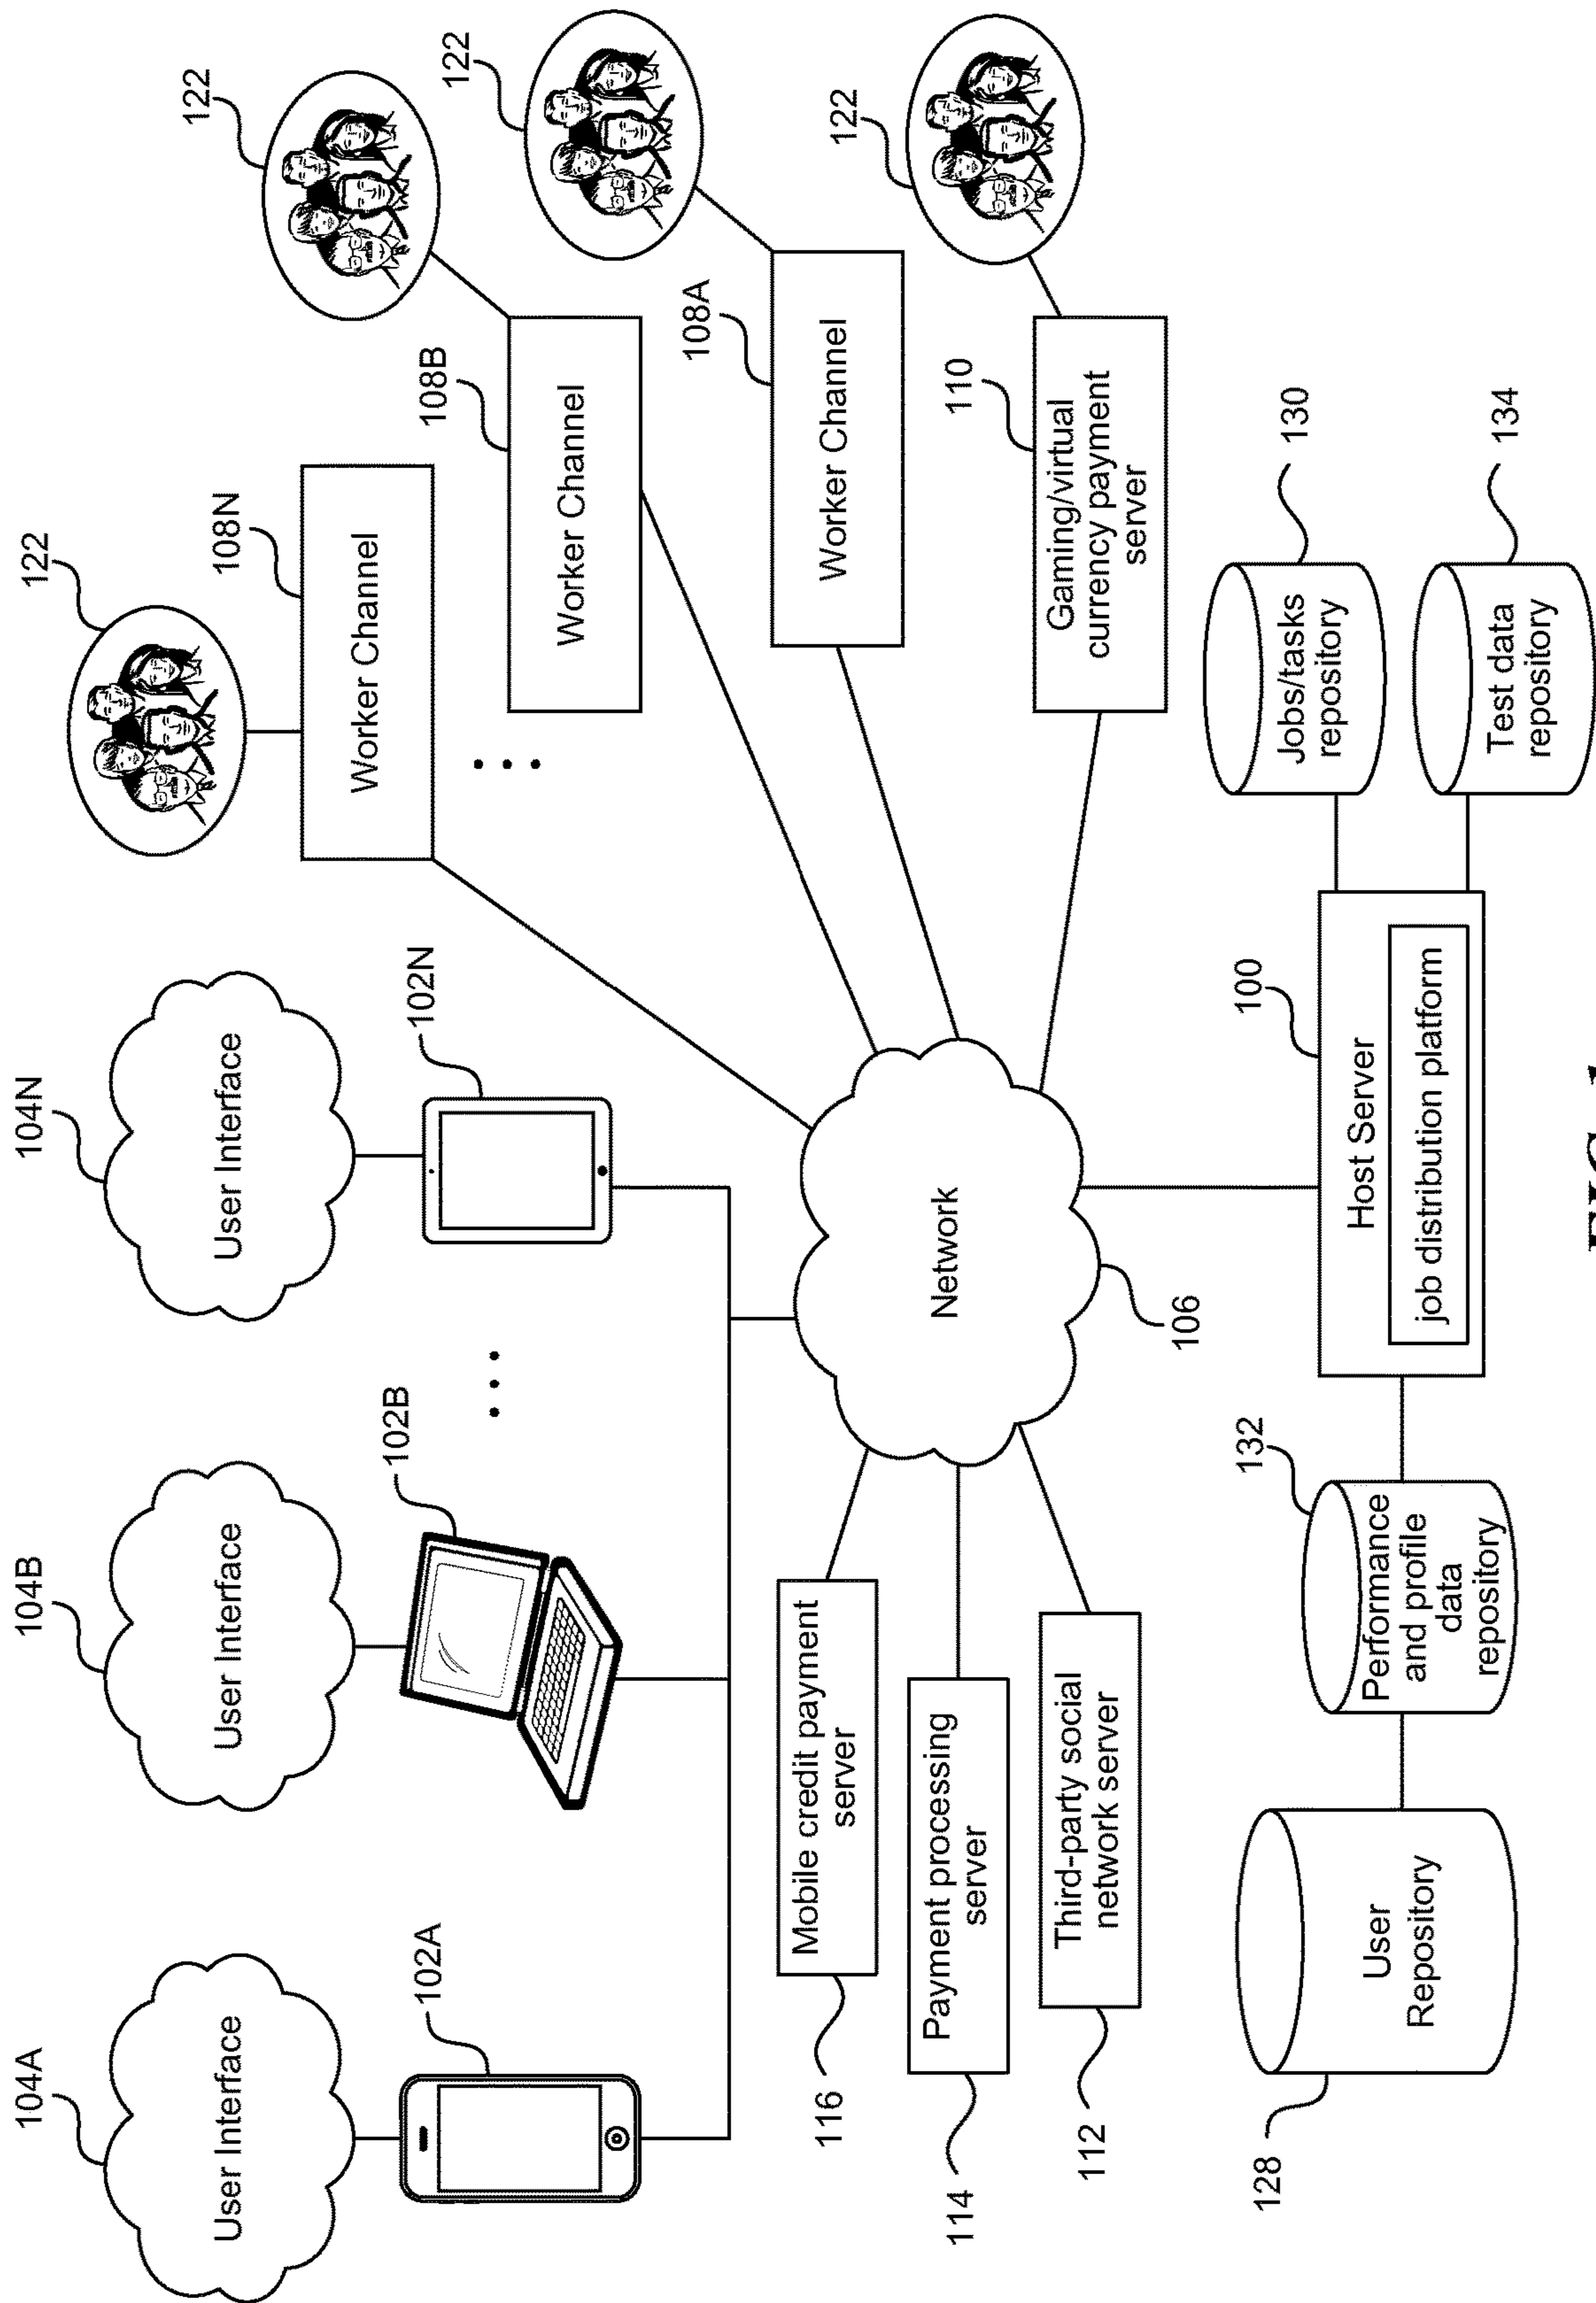 104A
104B
104N
122
User Interface
User Interface
User Interface
122
102A
102B
102N
108N
Worker Channel
122
108B
Worker Channel
108A
Worker Channel
122
Mobile credit payment
server
116
Payment processing
server
114
Third-party social
network server
112
Network
106
110
Gaming/virtual
currency payment
server
128
User
Repository
132
Performance
and profile
data
repository
100
Host Server
job distribution platform
130
Jobs/tasks
repository
134
Test data
repository
FIG. 1